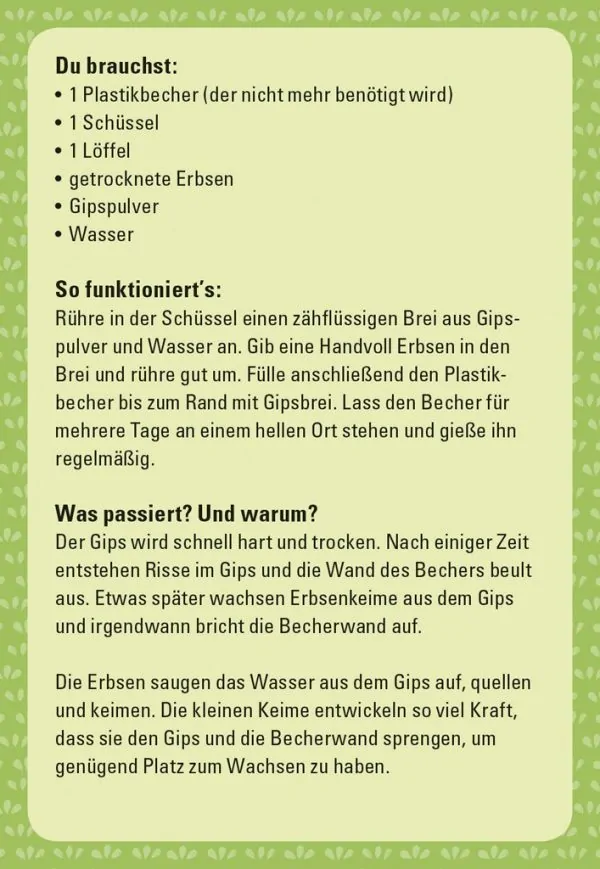 Du brauchst:
• 1 Plastikbecher (der nicht mehr benötigt wird)
• 1 Schüssel
• 1 Löffel
• getrocknete Erbsen
• Gipspulver
• Wasser
So funktioniert’s:
Rühre in der Schüssel einen zähflüssigen Brei aus Gips-
pulver und Wasser an. Gib eine Handvoll Erbsen in den
Brei und rühre gut um. Fülle anschließend den Plastik-
becher bis zum Rand mit Gipsbrei. Lass den Becher für
mehrere Tage an einem hellen Ort stehen und gieße ihn
regelmäßig.
Was passiert? Und warum?
Der Gips wird schnell hart und trocken. Nach einiger Zeit
entstehen Risse im Gips und die Wand des Bechers beult
aus. Etwas später wachsen Erbsenkeime aus dem Gips
und irgendwann bricht die Becherwand auf.
Die Erbsen saugen das Wasser aus dem Gips auf, quellen
und keimen. Die kleinen Keime entwickeln so viel Kraft,
dass sie den Gips und die Becherwand sprengen, um
genügend Platz zum Wachsen zu haben.